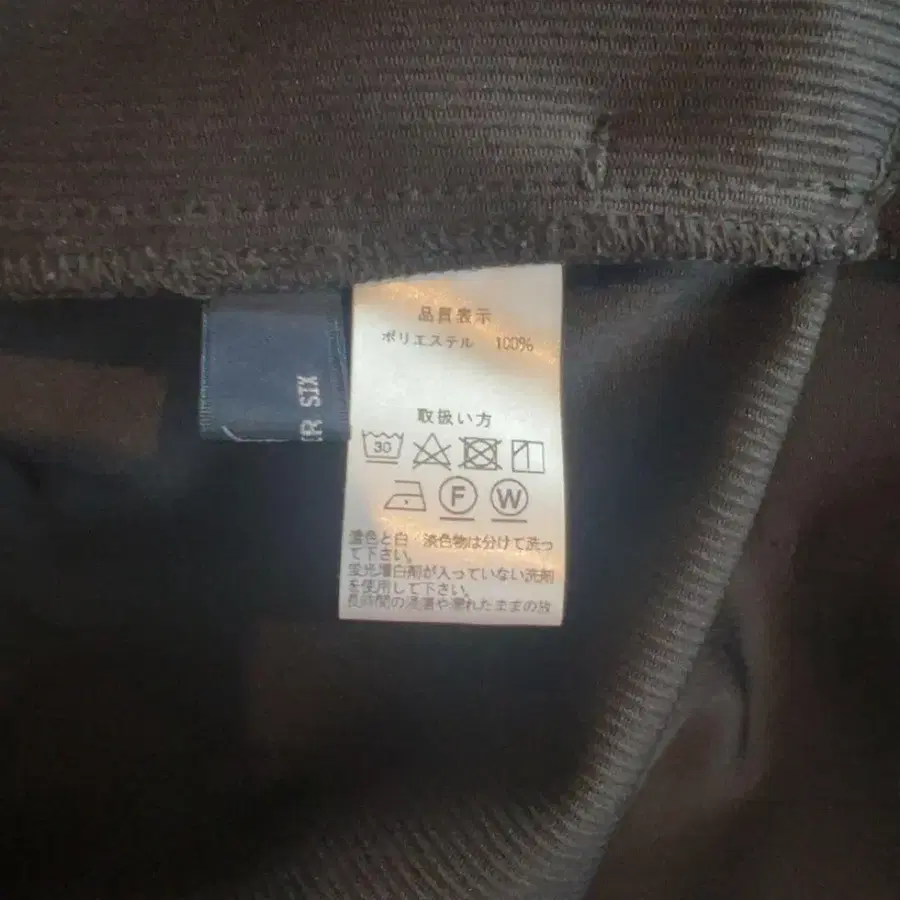 品質表示
ポリエステル 100%
取扱い方
30
F W
濃色と白 淡色物は分けて洗っ
て下さい。
蛍光増白剤が入っていない洗剤
を使用して下さい。
長時間の浸漬や濡れたままの放
SIX